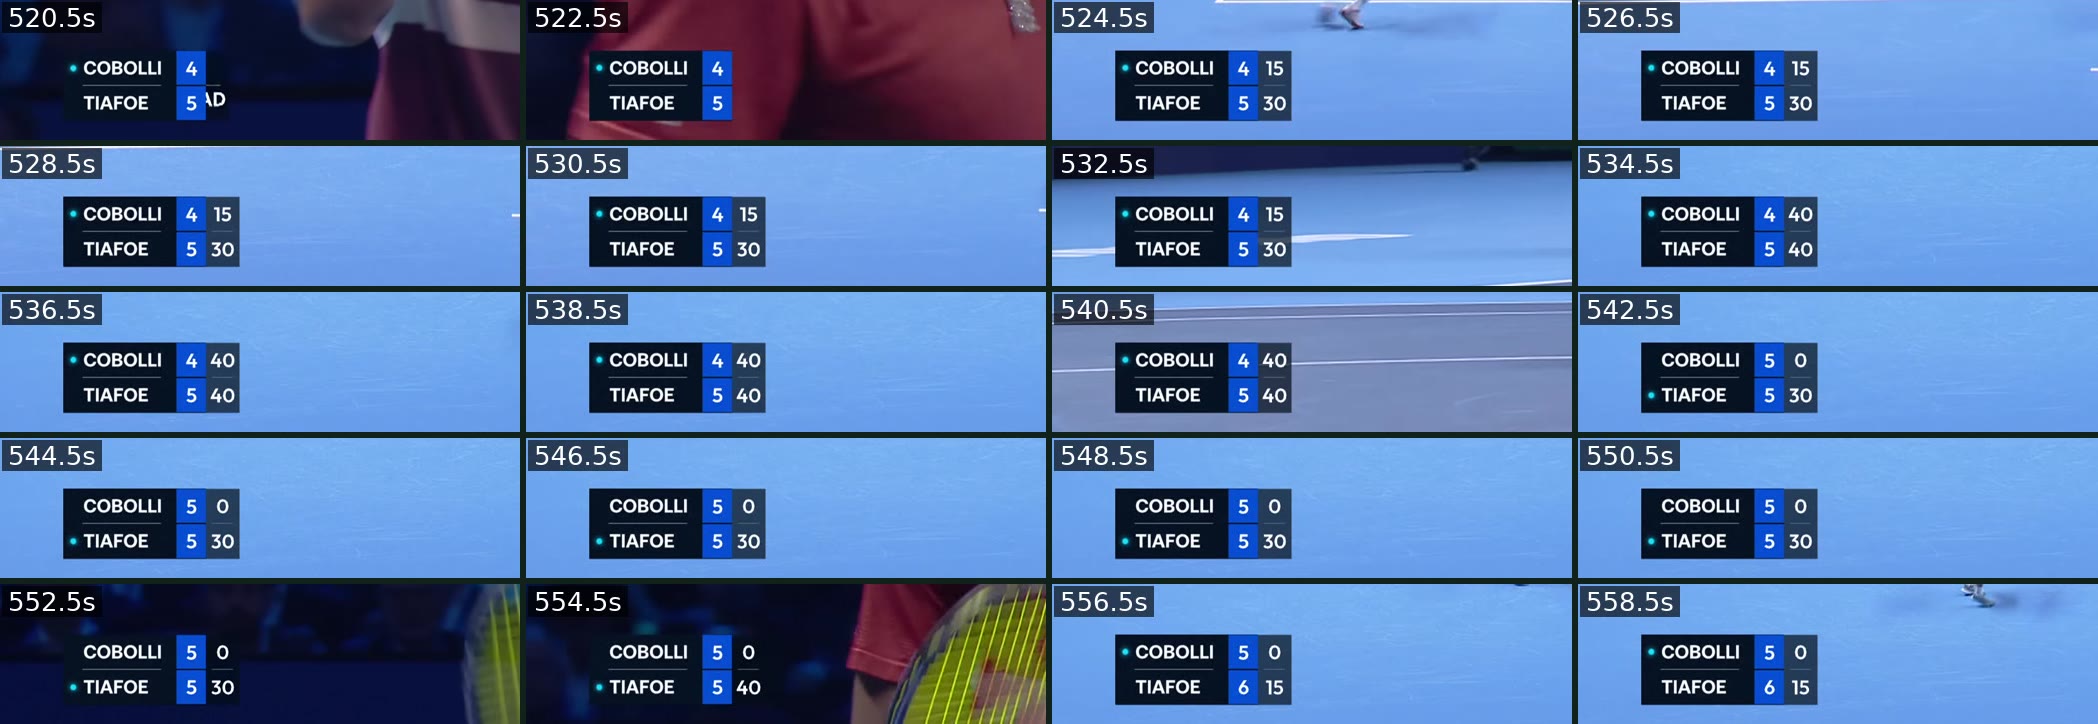 520.5s
COBOLLI 4
TIAFOE 5 AD
522.5s
COBOLLI 4
TIAFOE 5
524.5s
COBOLLI 4 15
TIAFOE 5 30
526.5s
COBOLLI 4 15
TIAFOE 5 30
528.5s
COBOLLI 4 15
TIAFOE 5 30
530.5s
COBOLLI 4 15
TIAFOE 5 30
532.5s
COBOLLI 4 15
TIAFOE 5 30
534.5s
COBOLLI 4 40
TIAFOE 5 40
536.5s
COBOLLI 4 40
TIAFOE 5 40
538.5s
COBOLLI 4 40
TIAFOE 5 40
540.5s
COBOLLI 4 40
TIAFOE 5 40
542.5s
COBOLLI 5 0
TIAFOE 5 30
544.5s
COBOLLI 5 0
TIAFOE 5 30
546.5s
COBOLLI 5 0
TIAFOE 5 30
548.5s
COBOLLI 5 0
TIAFOE 5 30
550.5s
COBOLLI 5 0
TIAFOE 5 30
552.5s
COBOLLI 5 0
TIAFOE 5 30
554.5s
COBOLLI 5 0
TIAFOE 5 40
556.5s
COBOLLI 5 0
TIAFOE 6 15
558.5s
COBOLLI 5 0
TIAFOE 6 15